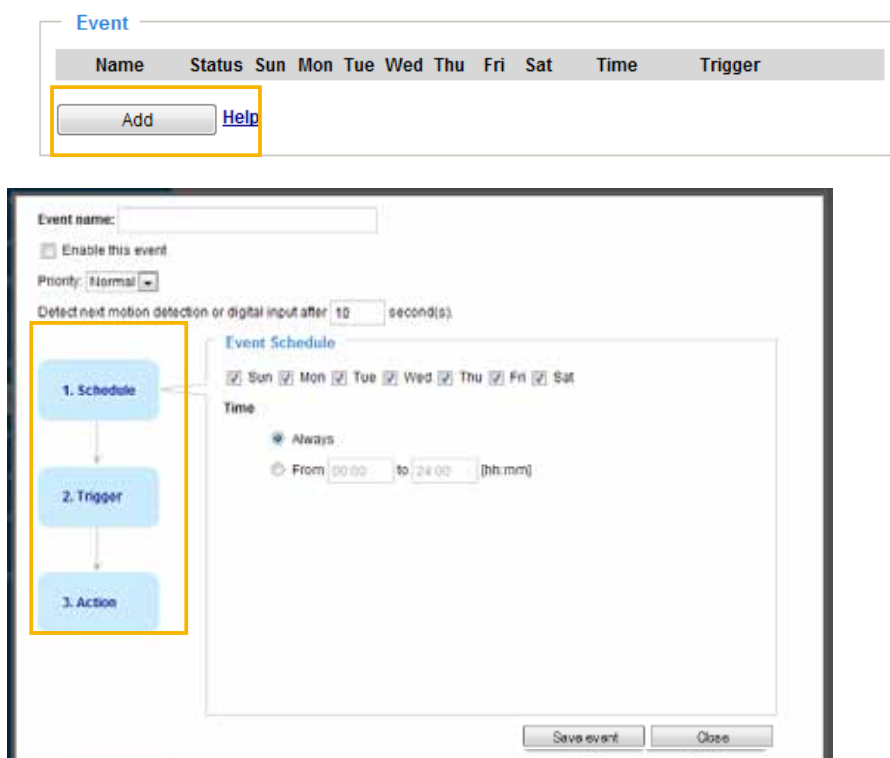 Event
Name Status Sun Mon Tue Wed Thu Fri Sat Time Trigger
Add Help
Event name:
Enable this event
Priority: Normal
Detect next motion detection or digital input after 10 second(s).
Event Schedule
1. Schedule
Sun Mon Tue Wed Thu Fri Sat
Time
Always
From 00:00 to 24:00 [hh:mm]
2. Trigger
3. Action
Save event Close